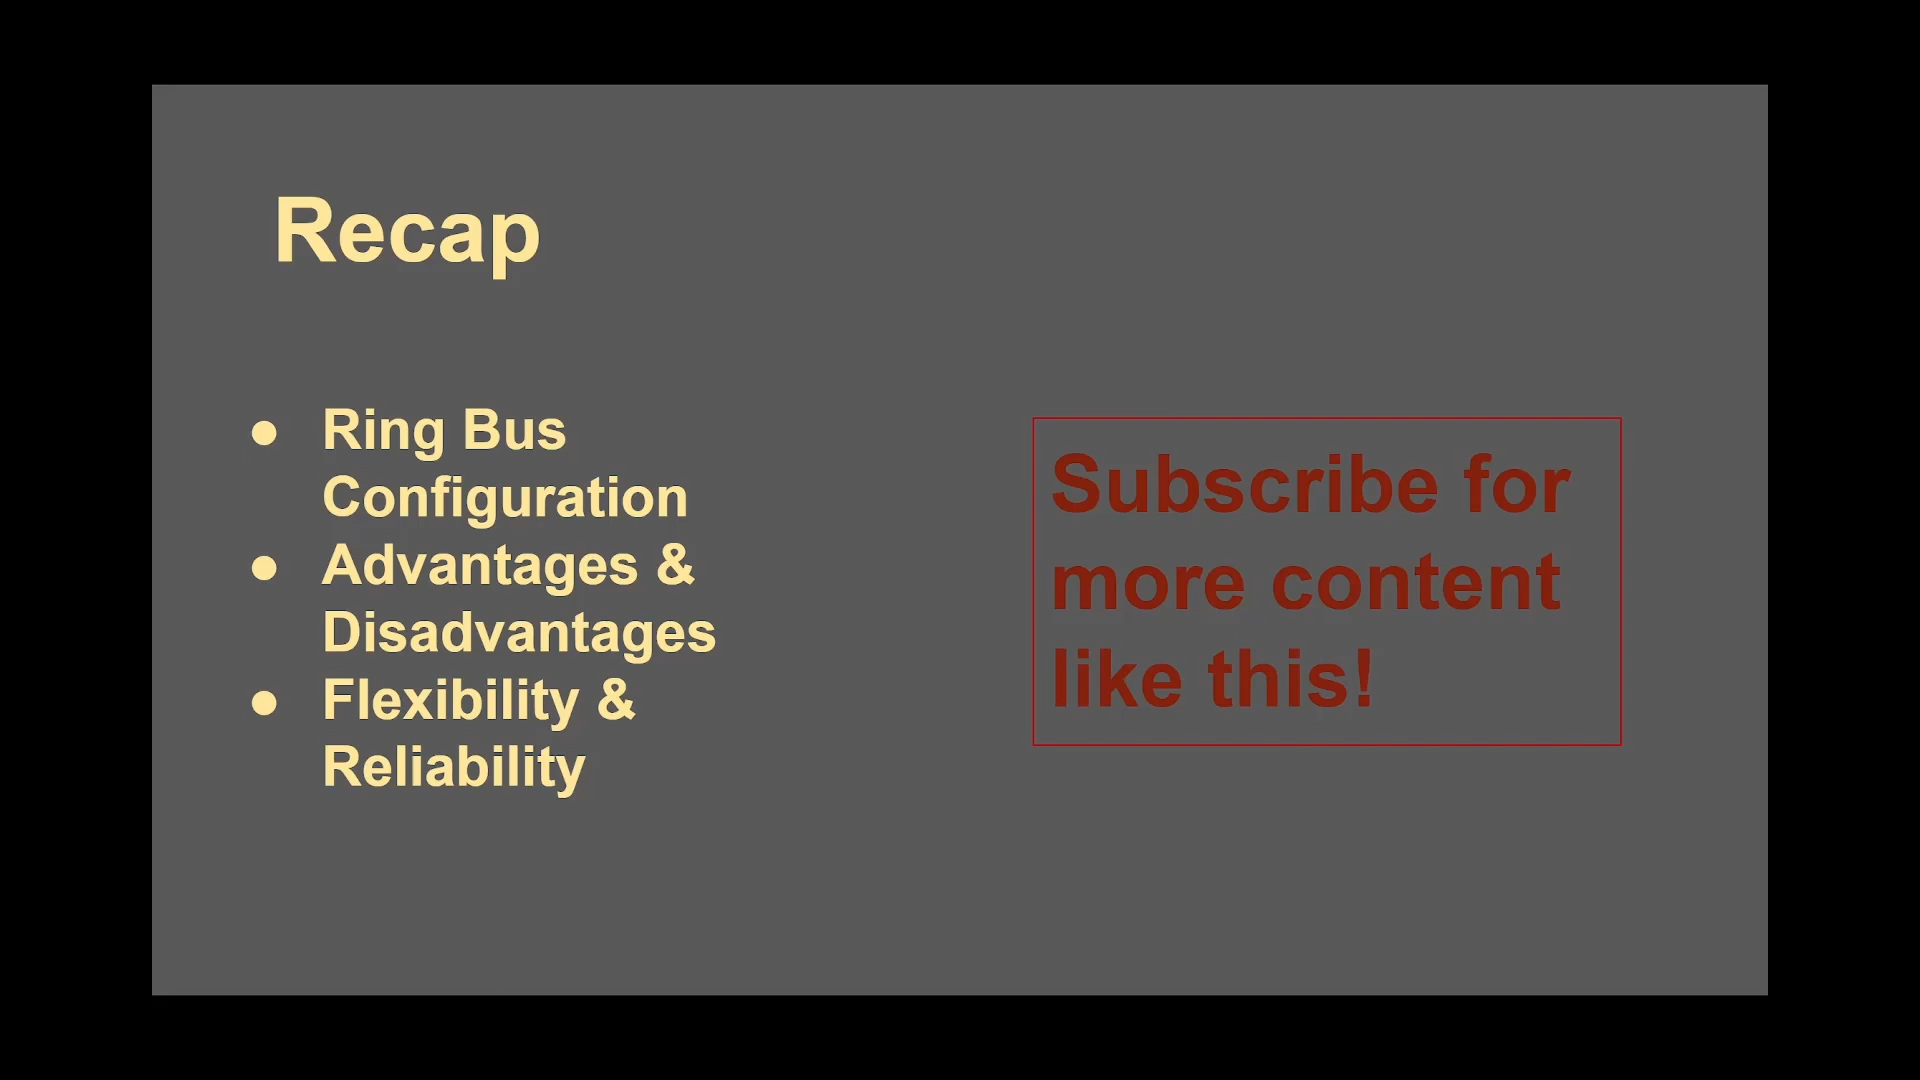 Recap
● Ring Bus
Configuration
● Advantages &
Disadvantages
● Flexibility &
Reliability
Subscribe for
more content
like this!